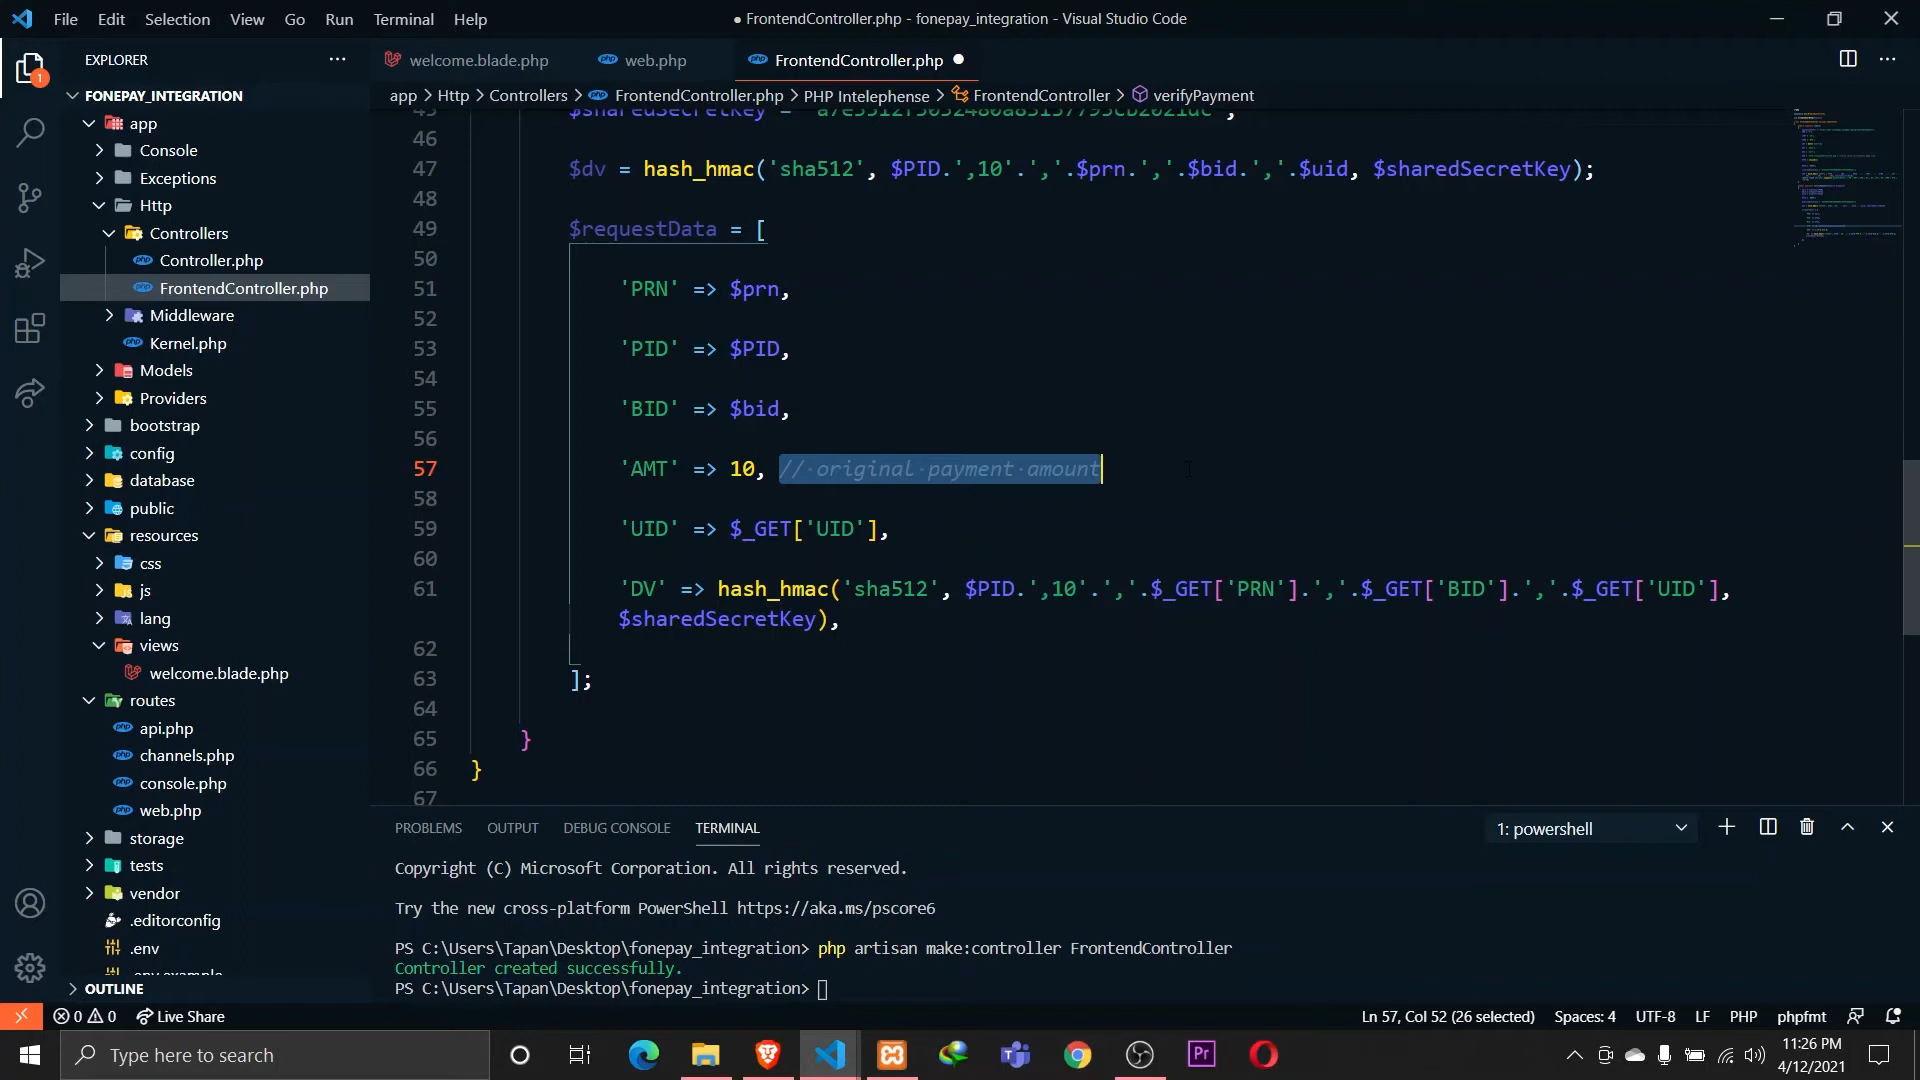 File Edit Selection View Go Run Terminal Help
● FrontendController.php - fonepay_integration - Visual Studio Code
EXPLORER
welcome.blade.php
web.php
FrontendController.php
app > Http > Controllers > FrontendController.php > PHP Intelephense > FrontendController > verifyPayment
1
FONEPAY_INTEGRATION
app
Console
Exceptions
Http
Controllers
Controller.php
FrontendController.php
Middleware
Kernel.php
Models
Providers
bootstrap
config
database
public
resources
css
js
lang
views
welcome.blade.php
routes
api.php
channels.php
console.php
web.php
storage
tests
vendor
.editorconfig
.env
.env.example
OUTLINE
46
47 $dv = hash_hmac('sha512', $PID.',10'.','.$prn.','.$bid.','.$uid, $sharedSecretKey);
48
49 $requestData = [
50
51 'PRN' => $prn,
52
53 'PID' => $PID,
54
55 'BID' => $bid,
56
57 'AMT' => 10, // original payment amount
58
59 'UID' => $_GET['UID'],
60
61 'DV' => hash_hmac('sha512', $PID.',10'.','.$_GET['PRN'].','.$_GET['BID'].','.$_GET['UID'],
$sharedSecretKey),
62
63 ];
64
65 }
66 }
67
PROBLEMS OUTPUT DEBUG CONSOLE TERMINAL
1: powershell
Copyright (C) Microsoft Corporation. All rights reserved.
Try the new cross-platform PowerShell https://aka.ms/pscore6
PS C:\Users\Tapan\Desktop\fonepay_integration> php artisan make:controller FrontendController
Controller created successfully.
PS C:\Users\Tapan\Desktop\fonepay_integration>
0 0 Live Share
Ln 57, Col 52 (26 selected) Spaces: 4 UTF-8 LF PHP phpfmt
Type here to search
Pr
11:26 PM
4/12/2021